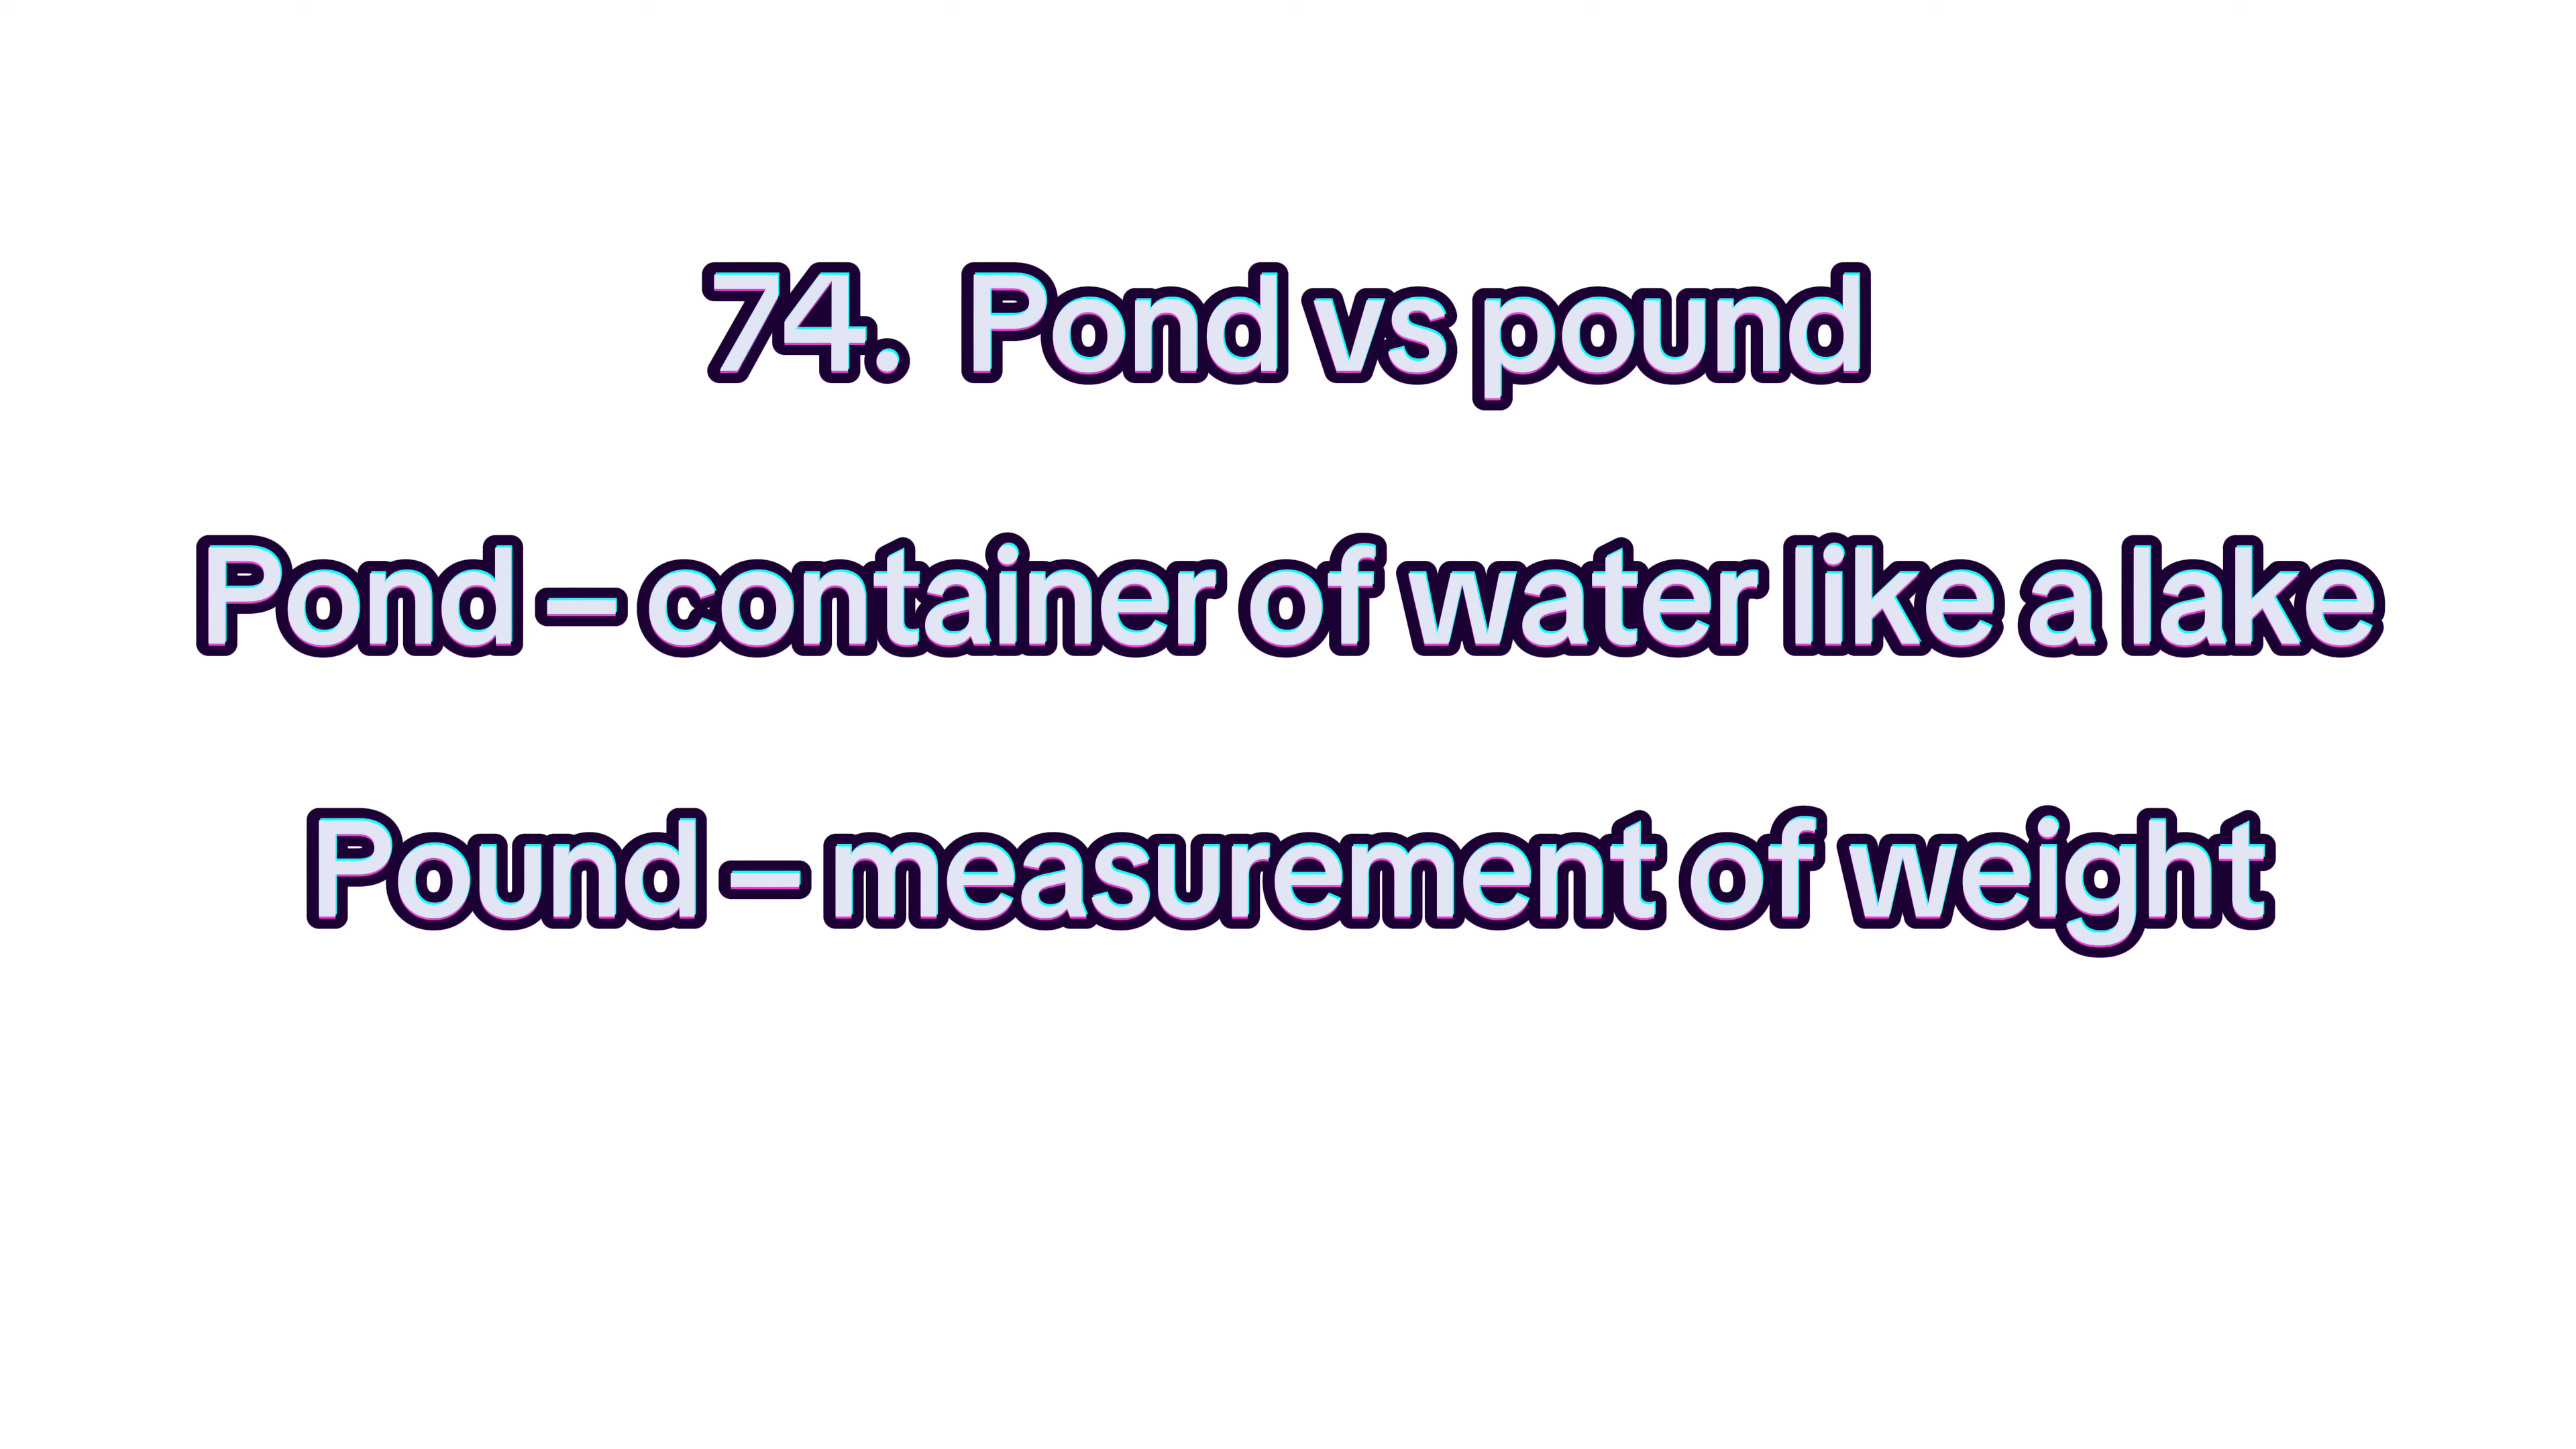 74. Pond vs pound
Pond – container of water like a lake
Pound – measurement of weight